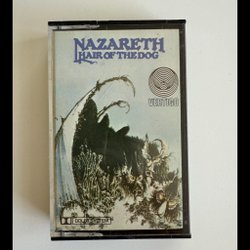 NAZARETH
HAIR OF THE DOG
VERTIGO